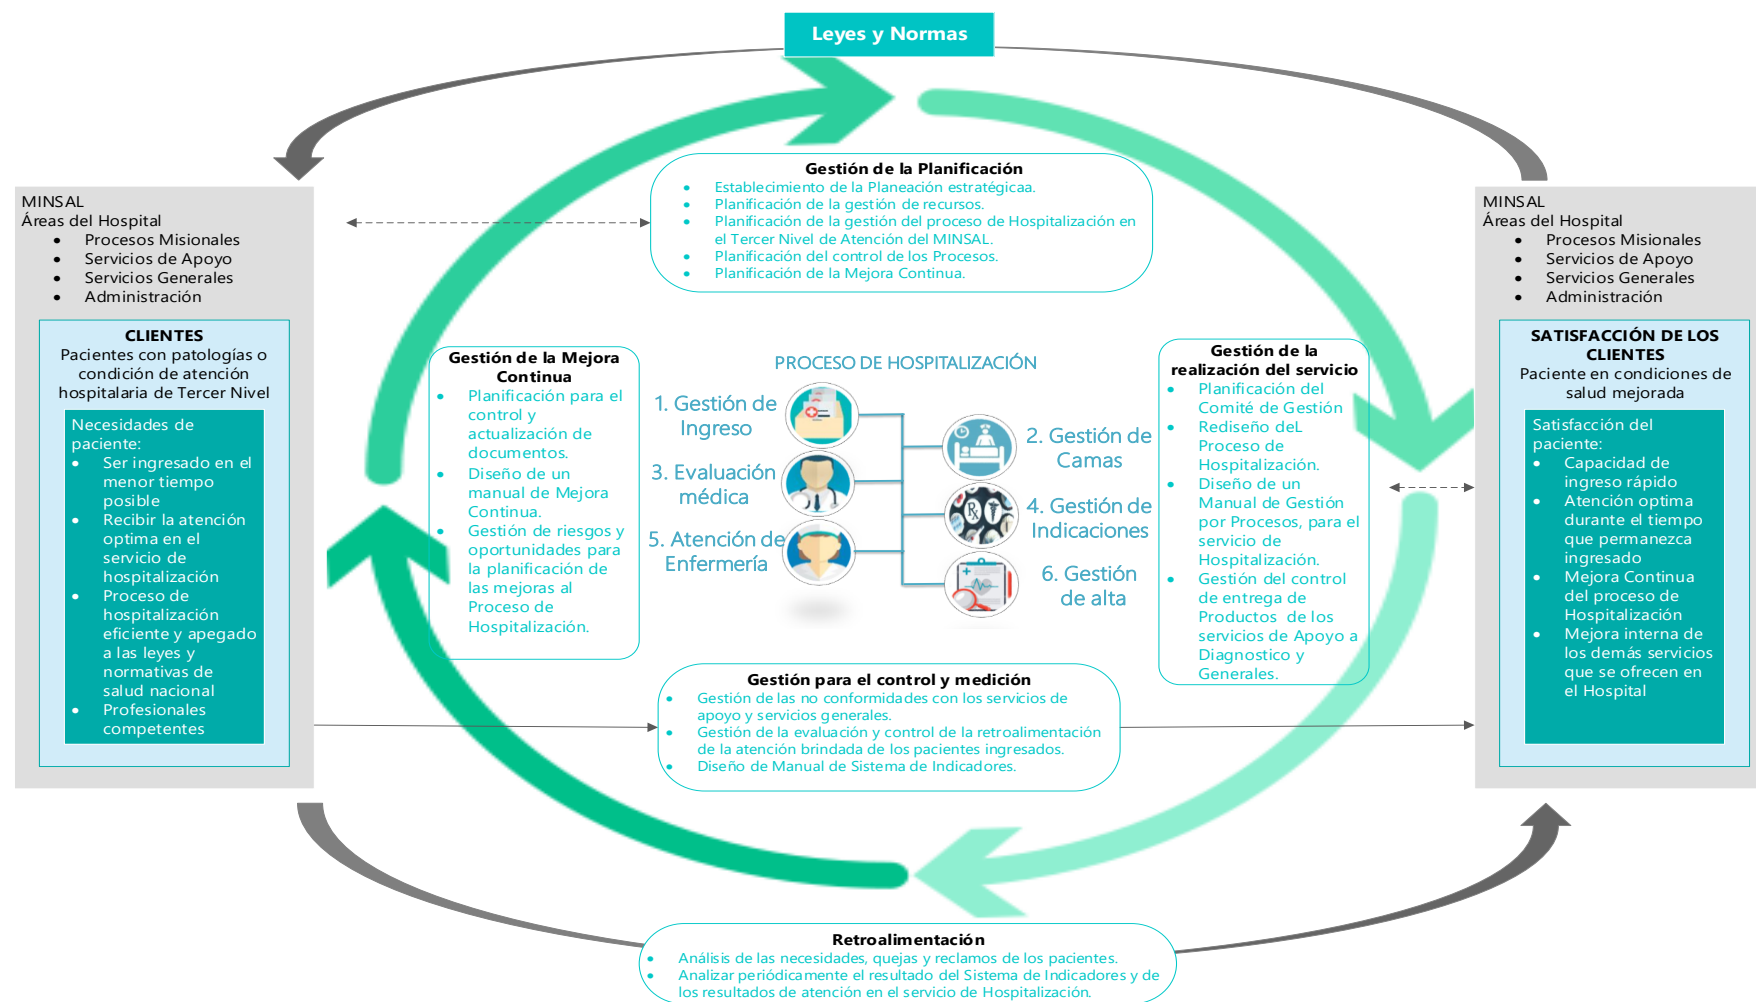 Leyes y Normas
MINSAL
Áreas del Hospital
• Procesos Misionales
• Servicios de Apoyo
• Servicios Generales
• Administración
CLIENTES
Pacientes con patologías o
condición de atención
hospitalaria de Tercer Nivel
Necesidades de
paciente:
• Ser ingresado en el
menor tiempo
posible
• Recibir la atención
optima en el
servicio de
hospitalización
• Proceso de
hospitalización
eficiente y apegado
a las leyes y
normativas de
salud nacional
• Profesionales
competentes
Gestión de la Planificación
• Establecimiento de la Planeación estratégicaa.
• Planificación de la gestión de recursos.
• Planificación de la gestión del proceso de Hospitalización en
el Tercer Nivel de Atención del MINSAL.
• Planificación del control de los Procesos.
• Planificación de la Mejora Continua.
Gestión de la Mejora
Continua
• Planificación para el
control y
actualización de
documentos.
• Diseño de un
manual de Mejora
Continua.
• Gestión de riesgos y
oportunidades para
la planificación de
las mejoras al
Proceso de
Hospitalización.
PROCESO DE HOSPITALIZACIÓN
1. Gestión de
Ingreso
2. Gestión de
Camas
3. Evaluación
médica
4. Gestión de
Indicaciones
5. Atención de
Enfermería
6. Gestión
de alta
Gestión de la
realización del servicio
• Planificación del
Comité de Gestión
• Rediseño deL
Proceso de
Hospitalización.
• Diseño de un
Manual de Gestión
por Procesos, para el
servicio de
Hospitalización.
• Gestión del control
de entrega de
Productos de los
servicios de Apoyo a
Diagnostico y
Generales.
Gestión para el control y medición
• Gestión de las no conformidades con los servicios de
apoyo y servicios generales.
• Gestión de la evaluación y control de la retroalimentación
de la atención brindada de los pacientes ingresados.
• Diseño de Manual de Sistema de Indicadores.
MINSAL
Áreas del Hospital
• Procesos Misionales
• Servicios de Apoyo
• Servicios Generales
• Administración
SATISFACCIÓN DE LOS
CLIENTES
Paciente en condiciones de
salud mejorada
Satisfacción del
paciente:
• Capacidad de
ingreso rápido
• Atención optima
durante el tiempo
que permanezca
ingresado
• Mejora Continua
del proceso de
Hospitalización
• Mejora interna de
los demás servicios
que se ofrecen en
el Hospital
Retroalimentación
• Análisis de las necesidades, quejas y reclamos de los pacientes.
• Analizar periódicamente el resultado del Sistema de Indicadores y de
los resultados de atención en el servicio de Hospitalización.